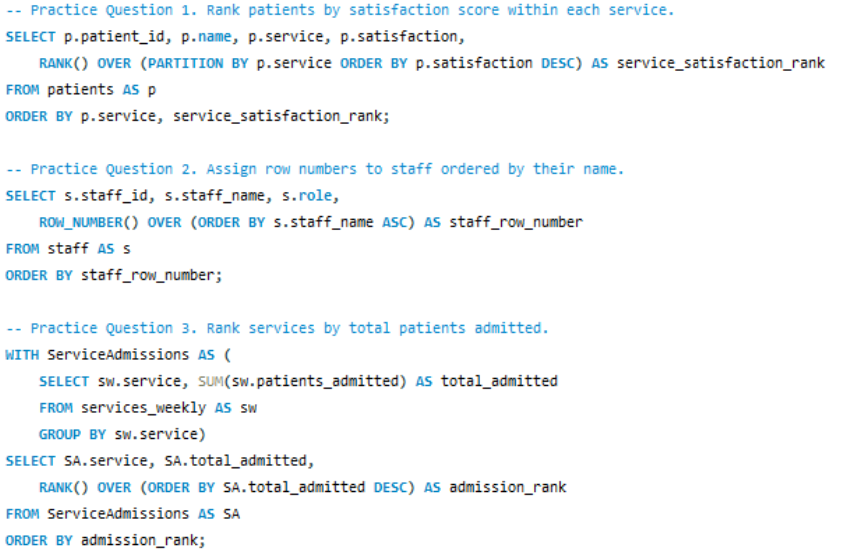 -- Practice Question 1. Rank patients by satisfaction score within each service.
SELECT p.patient_id, p.name, p.service, p.satisfaction,
    RANK() OVER (PARTITION BY p.service ORDER BY p.satisfaction DESC) AS service_satisfaction_rank
FROM patients AS p
ORDER BY p.service, service_satisfaction_rank;

-- Practice Question 2. Assign row numbers to staff ordered by their name.
SELECT s.staff_id, s.staff_name, s.role,
    ROW_NUMBER() OVER (ORDER BY s.staff_name ASC) AS staff_row_number
FROM staff AS s
ORDER BY staff_row_number;

-- Practice Question 3. Rank services by total patients admitted.
WITH ServiceAdmissions AS (
    SELECT sw.service, SUM(sw.patients_admitted) AS total_admitted
    FROM services_weekly AS sw
    GROUP BY sw.service)
SELECT SA.service, SA.total_admitted,
    RANK() OVER (ORDER BY SA.total_admitted DESC) AS admission_rank
FROM ServiceAdmissions AS SA
ORDER BY admission_rank;